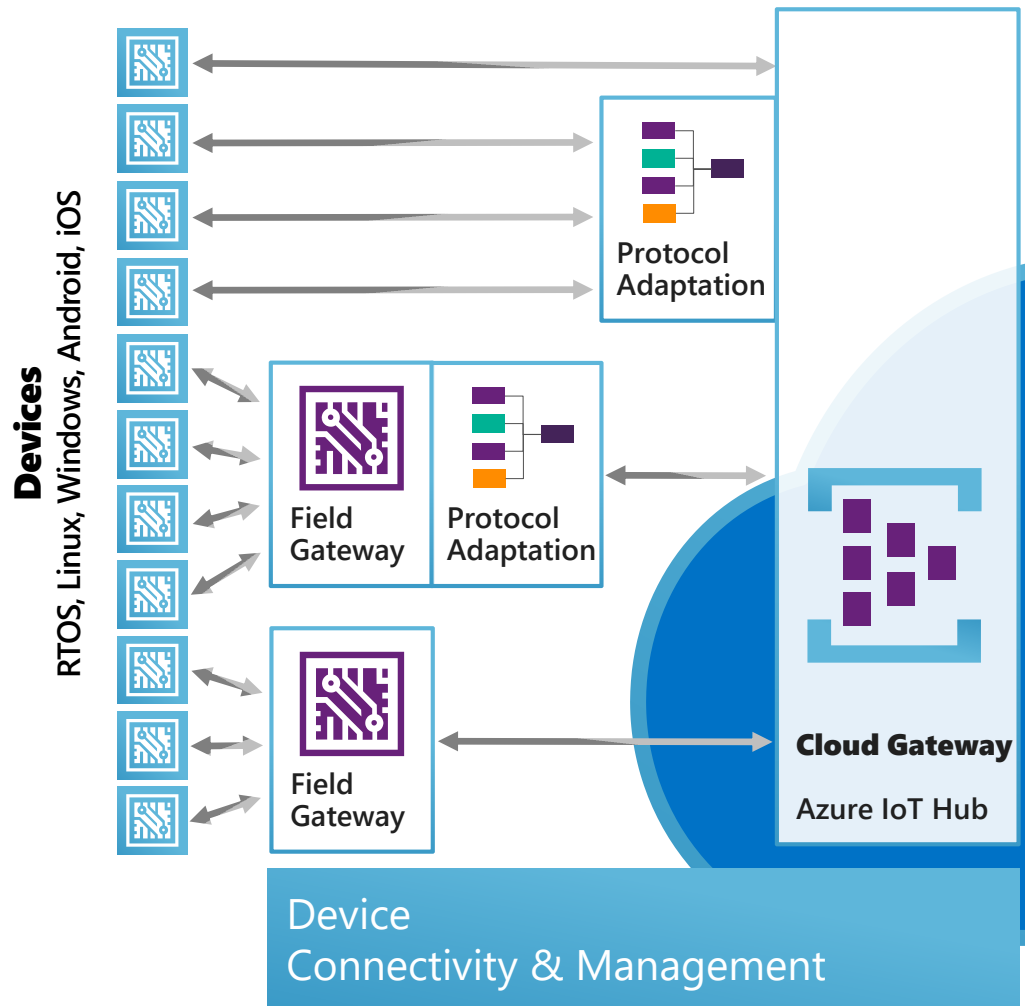 Devices
RTOS, Linux, Windows, Android, iOS
Protocol
Adaptation
Field
Gateway
Protocol
Adaptation
Field
Gateway
Cloud Gateway
Azure IoT Hub
Device
Connectivity & Management